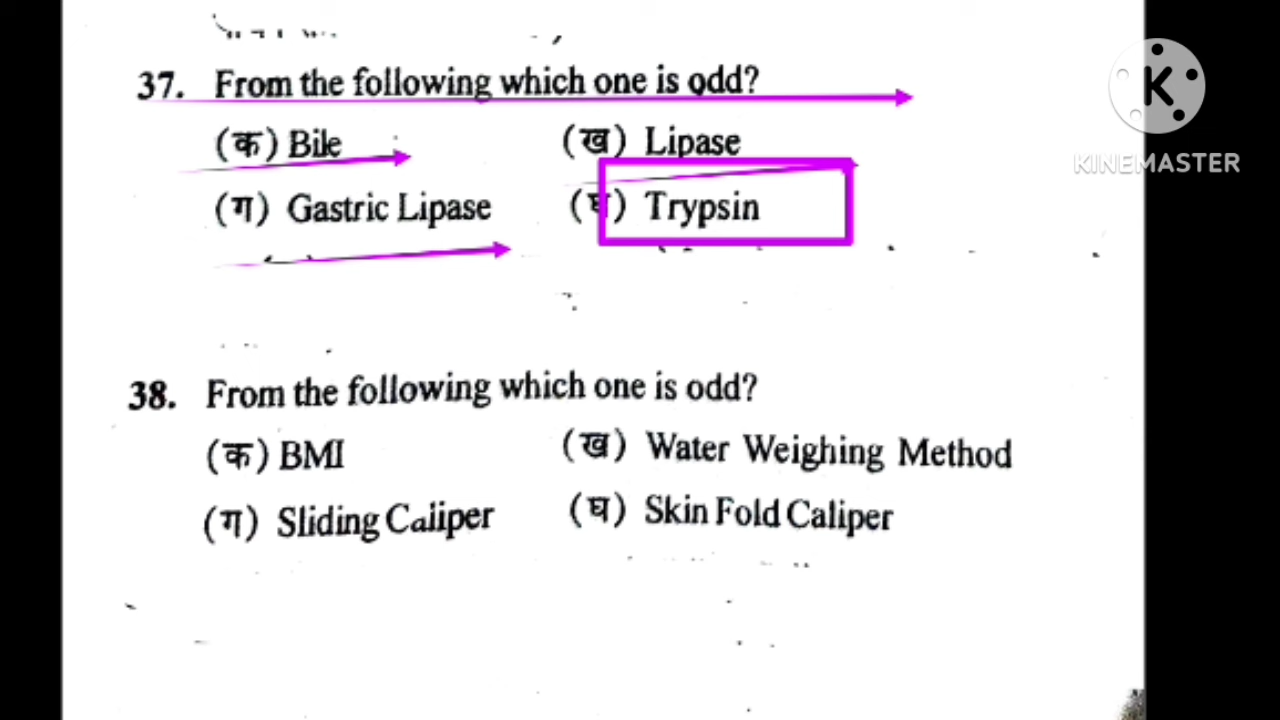 37. From the following which one is odd?
(क) Bile (ख) Lipase
(ग) Gastric Lipase (घ) Trypsin
38. From the following which one is odd?
(क) BMI (ख) Water Weighing Method
(ग) Sliding Caliper (घ) Skin Fold Caliper
K
KINEMASTER